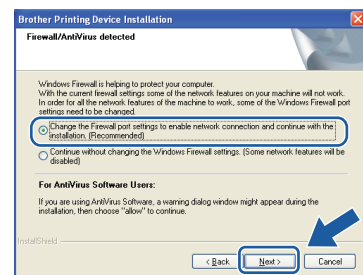 Brother Printing Device Installation
Firewall/AntiVirus detected
Windows Firewall is helping to protect your computer.
With the current firewall settings some of the network features on your machine will not work.
In order for all the network features of the machine to work, some of the Windows Firewall port
settings need to be changed.
Change the Firewall port settings to enable network connection and continue with the
installation. (Recommended)
Continue without changing the Windows Firewall settings. (Some network features will be
disabled)
For AntiVirus Software Users:
If you are using AntiVirus Software, a warning dialog window might appear during the
installation, then choose "allow" to continue.
InstallShield
< Back Next > Cancel